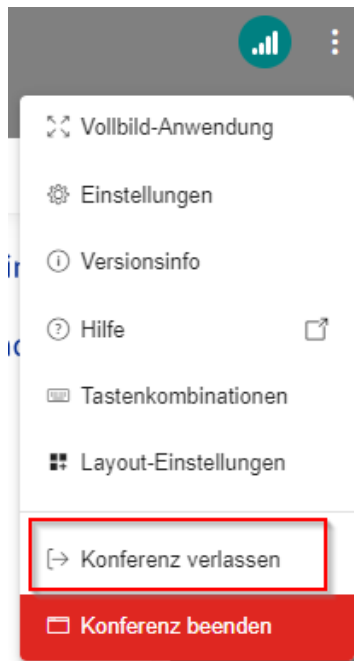 Vollbild-Anwendung
Einstellungen
Versionsinfo
Hilfe
Tastenkombinationen
Layout-Einstellungen
Konferenz verlassen
Konferenz beenden